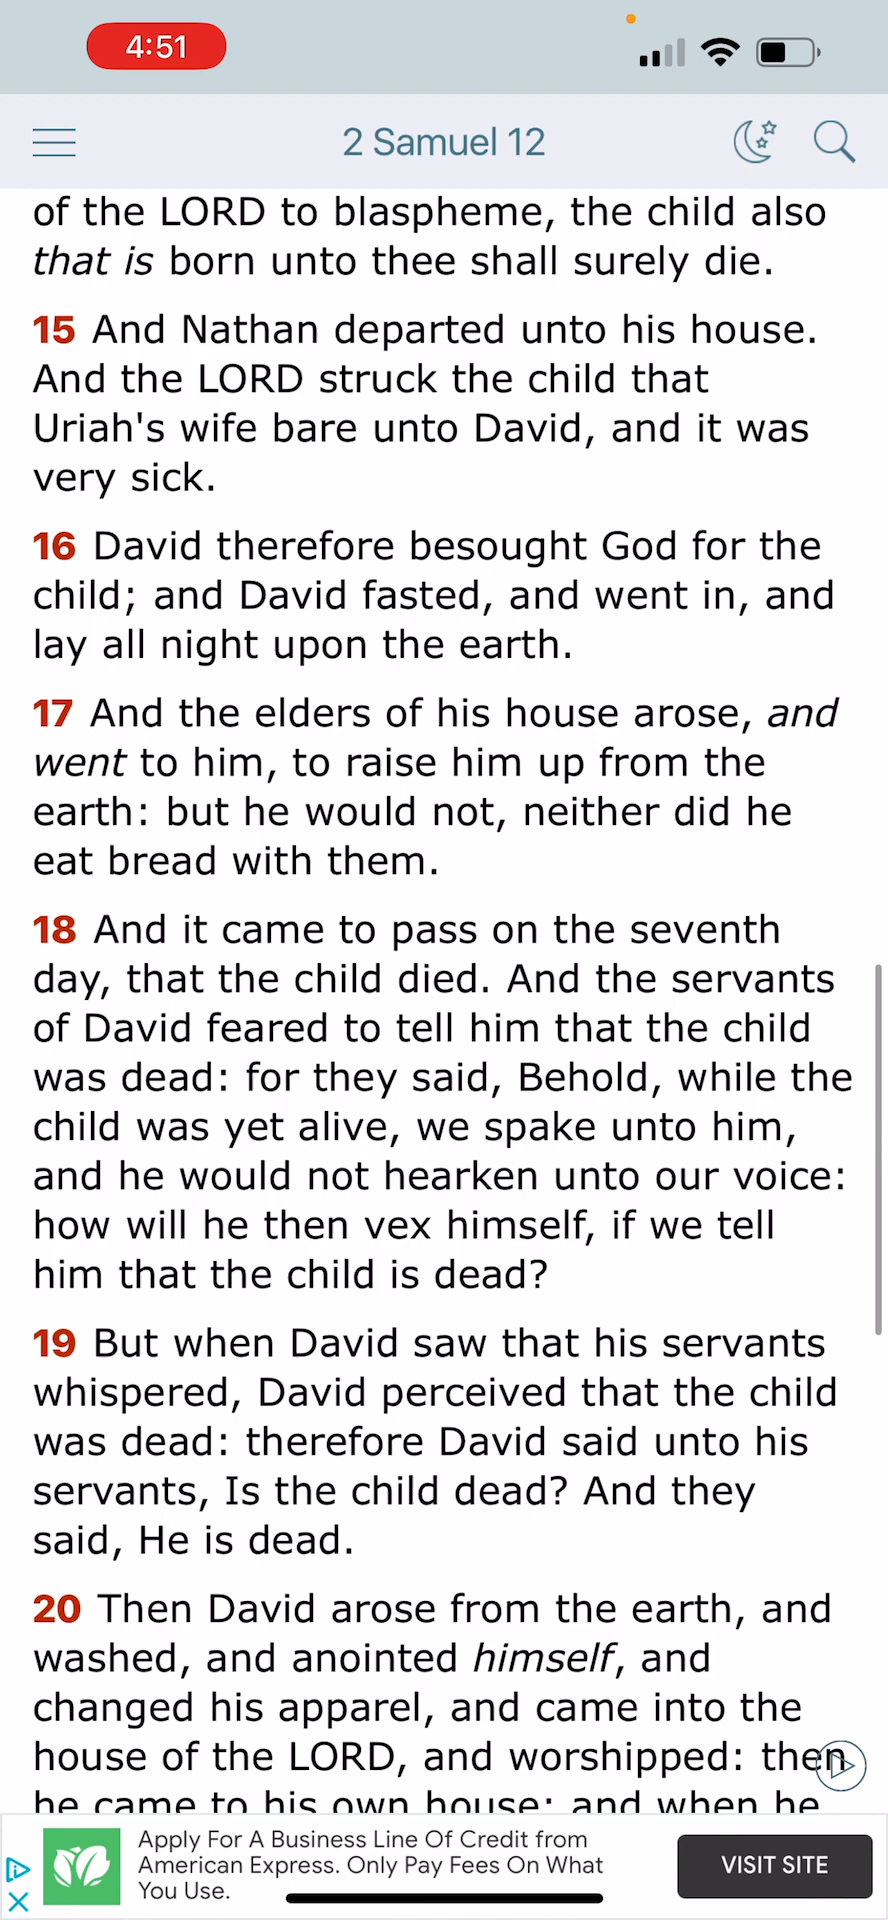 4:51
2 Samuel 12
of the LORD to blaspheme, the child also
that is born unto thee shall surely die.
15 And Nathan departed unto his house.
And the LORD struck the child that
Uriah's wife bare unto David, and it was
very sick.
16 David therefore besought God for the
child; and David fasted, and went in, and
lay all night upon the earth.
17 And the elders of his house arose, and
went to him, to raise him up from the
earth: but he would not, neither did he
eat bread with them.
18 And it came to pass on the seventh
day, that the child died. And the servants
of David feared to tell him that the child
was dead: for they said, Behold, while the
child was yet alive, we spake unto him,
and he would not hearken unto our voice:
how will he then vex himself, if we tell
him that the child is dead?
19 But when David saw that his servants
whispered, David perceived that the child
was dead: therefore David said unto his
servants, Is the child dead? And they
said, He is dead.
20 Then David arose from the earth, and
washed, and anointed himself, and
changed his apparel, and came into the
house of the LORD, and worshipped: then
he came to his own house; and when he
Apply For A Business Line Of Credit from
American Express. Only Pay Fees On What
You Use.
VISIT SITE